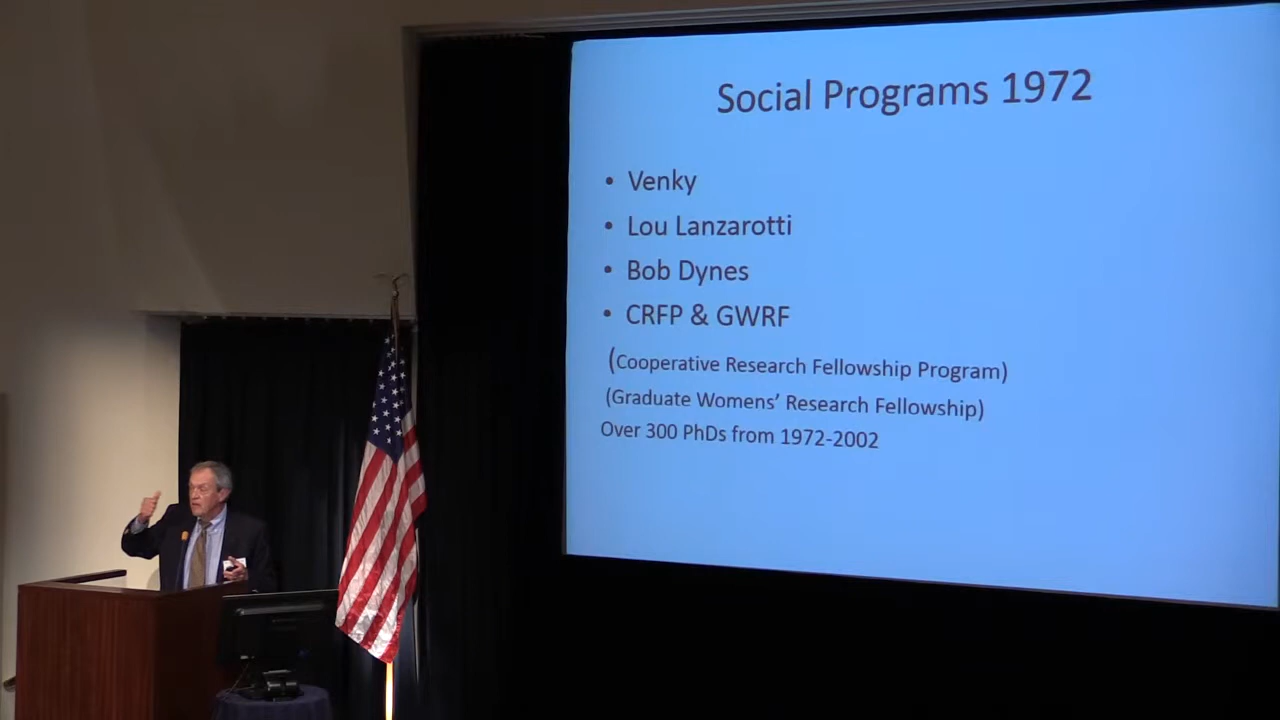 Social Programs 1972
• Venky
• Lou Lanzarotti
• Bob Dynes
• CRFP & GWRF
(Cooperative Research Fellowship Program)
(Graduate Womens’ Research Fellowship)
Over 300 PhDs from 1972-2002